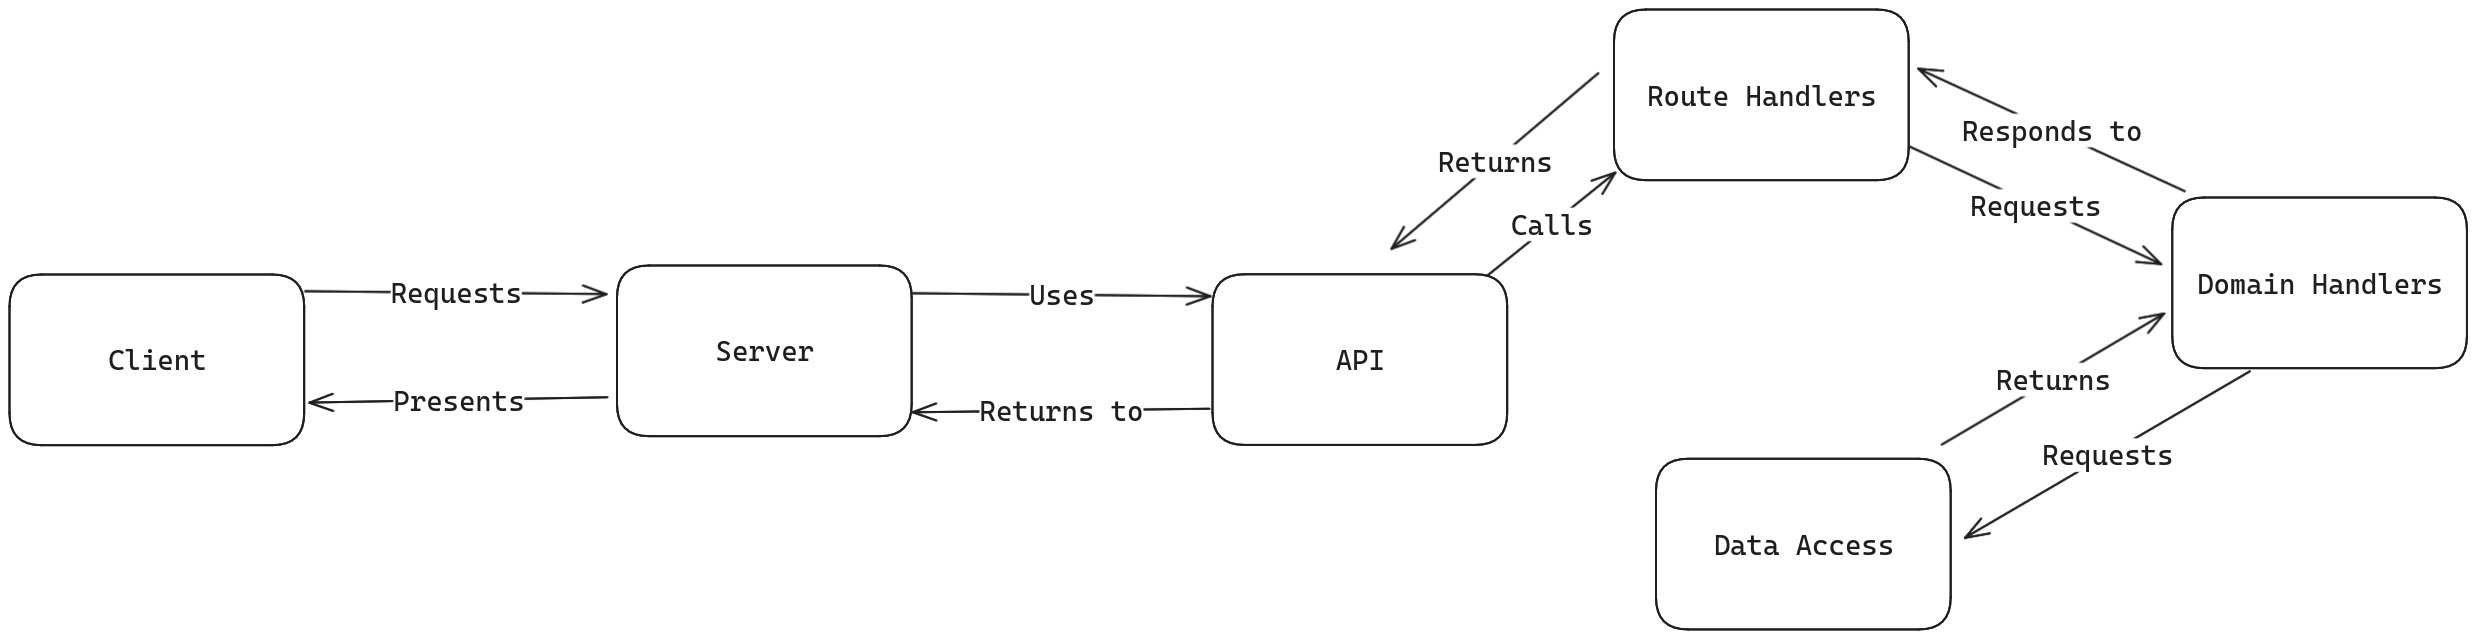 Client
Requests
Presents
Server
Uses
Returns to
API
Returns
Calls
Route Handlers
Responds to
Requests
Domain Handlers
Returns
Requests
Data Access